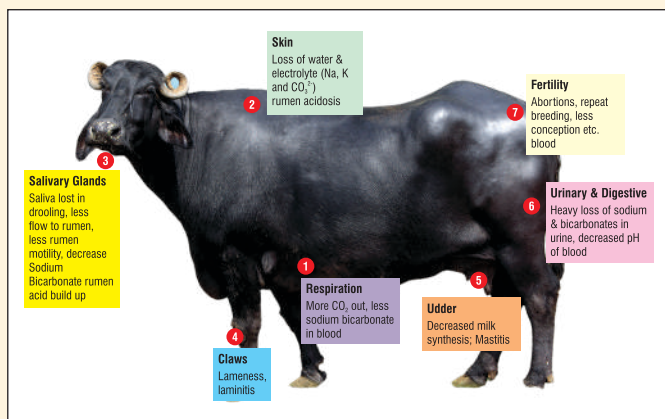 Skin
Loss of water &
electrolyte (Na, K
and CO₃²⁻)
rumen acidosis
2
Fertility
Abortions, repeat
breeding, less
conception etc.
blood
7
3
Salivary Glands
Saliva lost in
drooling, less
flow to rumen,
less rumen
motility, decrease
Sodium
Bicarbonate rumen
acid build up
6
Urinary & Digestive
Heavy loss of sodium
& bicarbonates in
urine, decreased pH
of blood
1
Respiration
More CO₂ out, less
sodium bicarbonate
in blood
5
Udder
Decreased milk
synthesis; Mastitis
4
Claws
Lameness,
laminitis